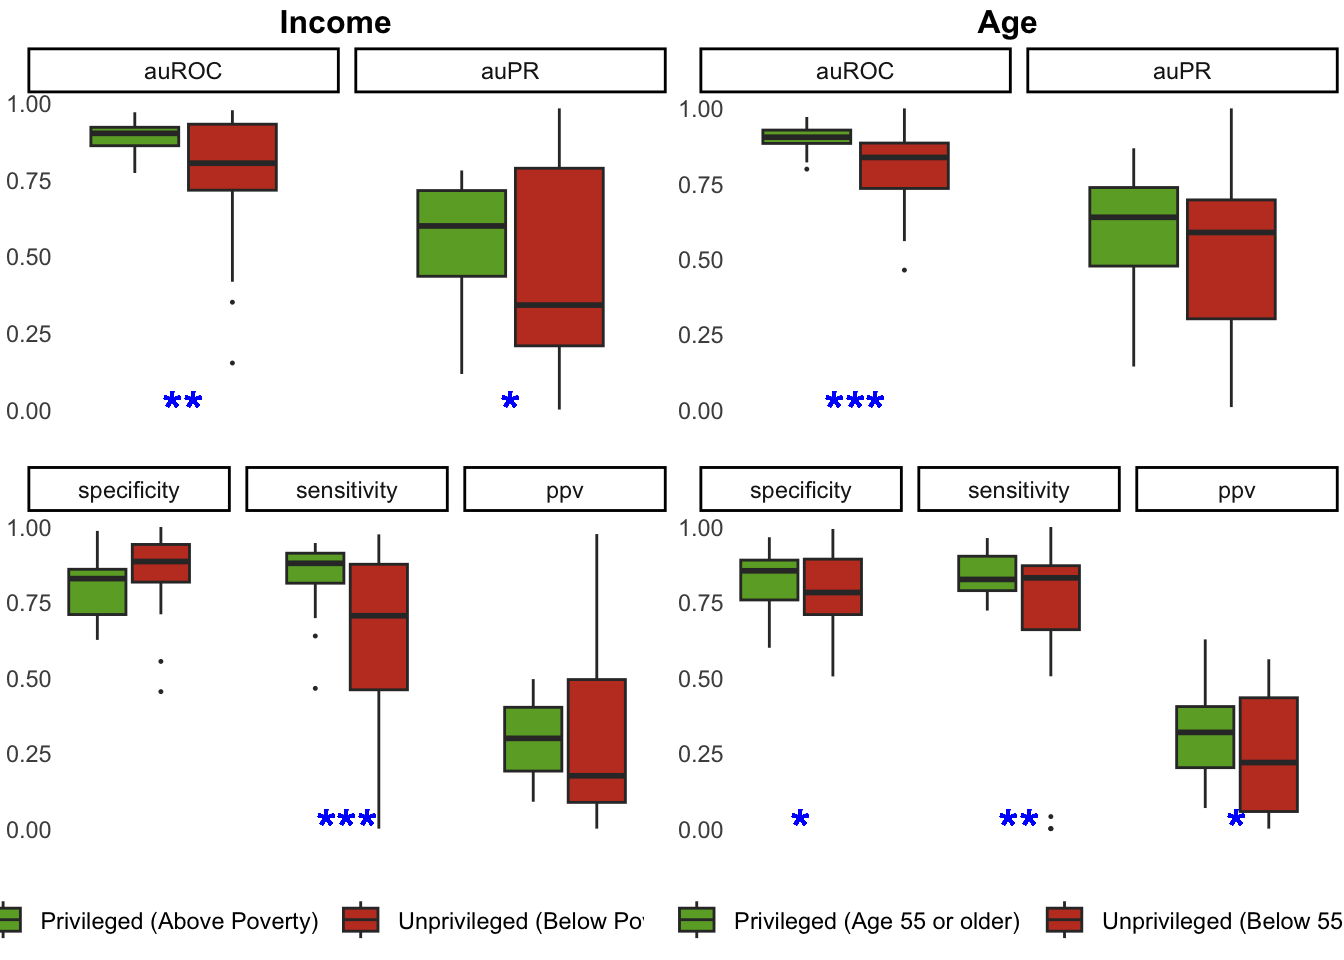 Income
Age
auROC
auPR
auROC
auPR
1.00
0.75
0.50
0.25
0.00
**
*
1.00
0.75
0.50
0.25
0.00
***
specificity
sensitivity
ppv
specificity
sensitivity
ppv
1.00
0.75
0.50
0.25
0.00
***
1.00
0.75
0.50
0.25
0.00
*
**
*
Privileged (Above Poverty)
Unprivileged (Below Pov
Privileged (Age 55 or older)
Unprivileged (Below 55